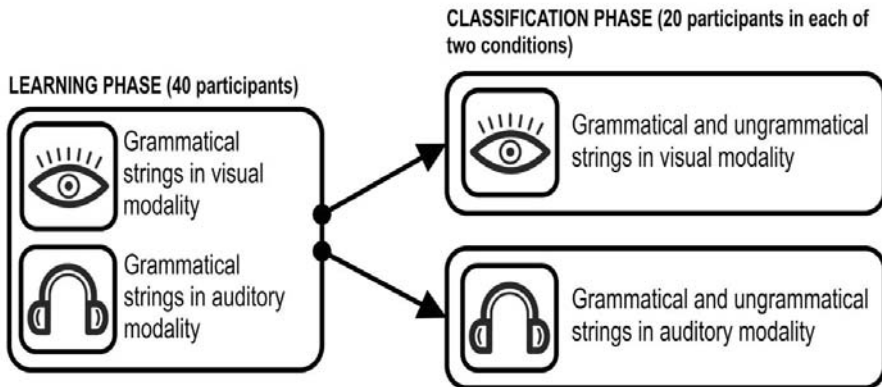 CLASSIFICATION PHASE (20 participants in each of
two conditions)
LEARNING PHASE (40 participants)
Grammatical
strings in visual
modality
Grammatical
strings in auditory
modality
Grammatical and ungrammatical
strings in visual modality
Grammatical and ungrammatical
strings in auditory modality